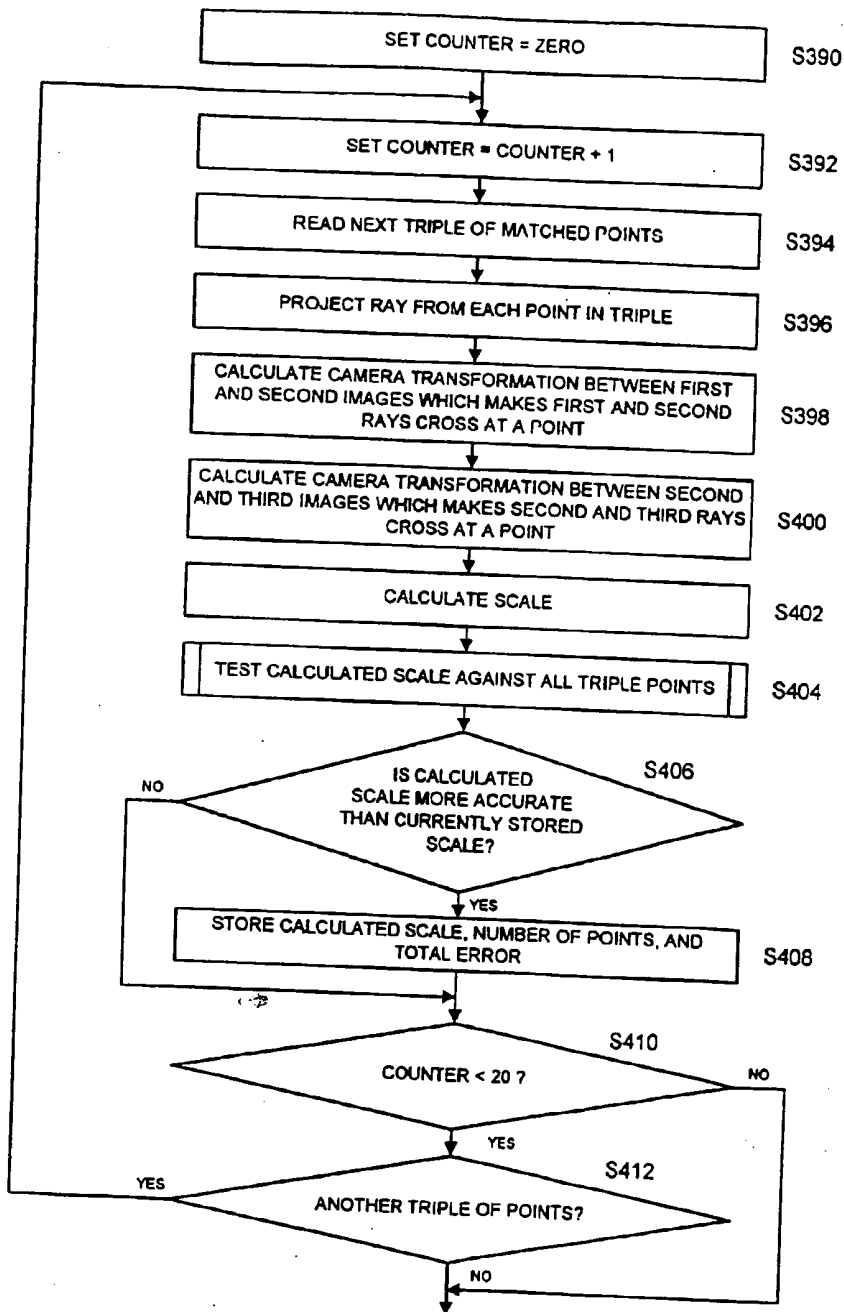 SET COUNTER = ZERO
S390
SET COUNTER = COUNTER + 1
S392
READ NEXT TRIPLE OF MATCHED POINTS
S394
PROJECT RAY FROM EACH POINT IN TRIPLE
S396
CALCULATE CAMERA TRANSFORMATION BETWEEN FIRST
AND SECOND IMAGES WHICH MAKES FIRST AND SECOND
RAYS CROSS AT A POINT
S398
CALCULATE CAMERA TRANSFORMATION BETWEEN SECOND
AND THIRD IMAGES WHICH MAKES SECOND AND THIRD RAYS
CROSS AT A POINT
S400
CALCULATE SCALE
S402
TEST CALCULATED SCALE AGAINST ALL TRIPLE POINTS
S404
S406
NO
IS CALCULATED
SCALE MORE ACCURATE
THAN CURRENTLY STORED
SCALE?
YES
STORE CALCULATED SCALE, NUMBER OF POINTS, AND
TOTAL ERROR
S408
S410
COUNTER < 20 ?
NO
YES
S412
YES
ANOTHER TRIPLE OF POINTS?
NO